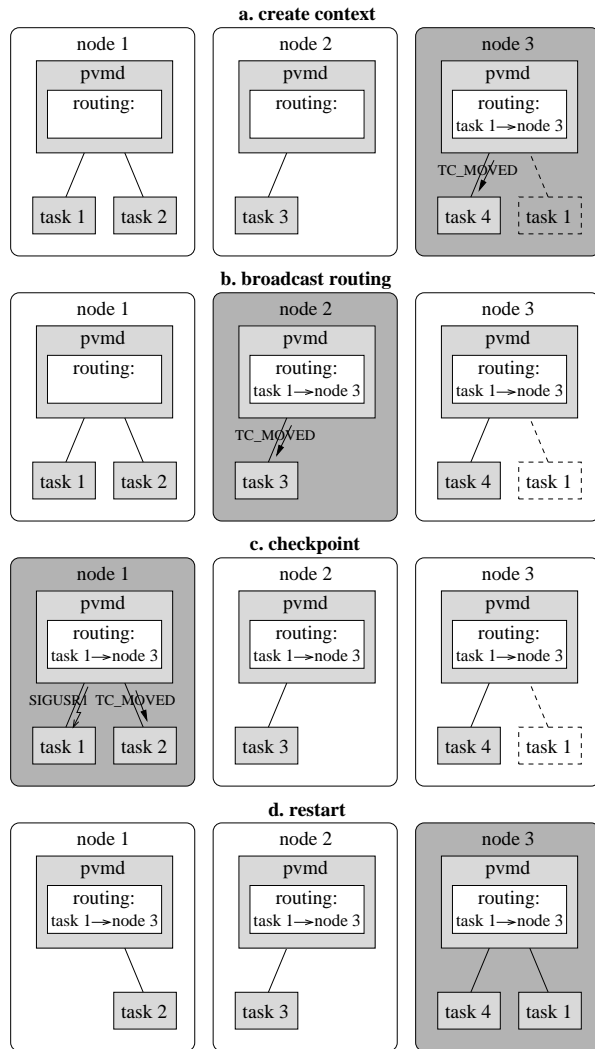 a. create context
node 1
pvmd
routing:
task 1
task 2
node 2
pvmd
routing:
task 3
node 3
pvmd
routing:
task 1→node 3
TC_MOVED
task 4
task 1
b. broadcast routing
node 1
pvmd
routing:
task 1
task 2
node 2
pvmd
routing:
task 1→node 3
TC_MOVED
task 3
node 3
pvmd
routing:
task 1→node 3
task 4
task 1
c. checkpoint
node 1
pvmd
routing:
task 1→node 3
SIGUSR1
TC_MOVED
task 1
task 2
node 2
pvmd
routing:
task 1→node 3
task 3
node 3
pvmd
routing:
task 1→node 3
task 4
task 1
d. restart
node 1
pvmd
routing:
task 1→node 3
task 2
node 2
pvmd
routing:
task 1→node 3
task 3
node 3
pvmd
routing:
task 1→node 3
task 4
task 1